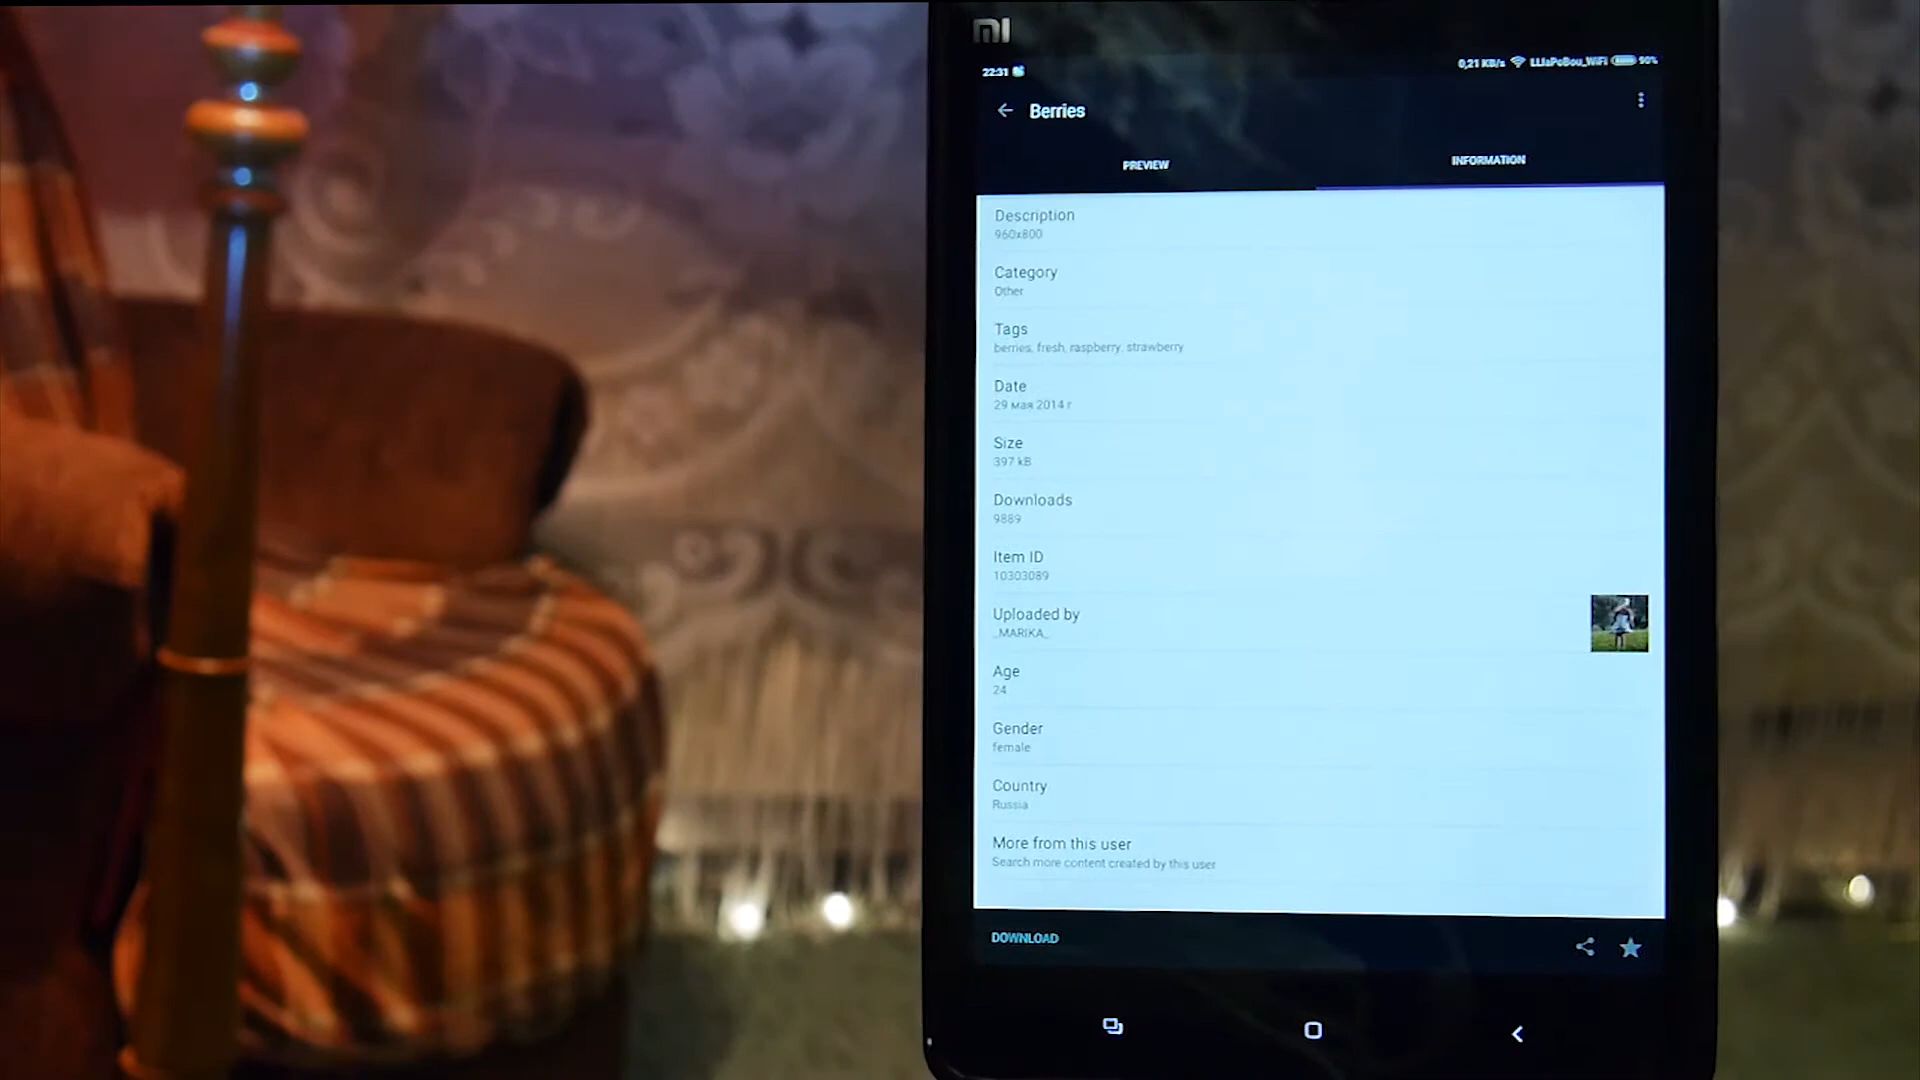 mi
22:31
0,21 KB/s LLIaPoBou_WiFi 90%
Berries
PREVIEW
INFORMATION
Description
960x800
Category
Other
Tags
berries, fresh, raspberry, strawberry
Date
29 мая 2014 г
Size
397 kB
Downloads
9889
Item ID
10303089
Uploaded by
_MARIKA_
Age
24
Gender
female
Country
Russia
More from this user
Search more content created by this user
DOWNLOAD